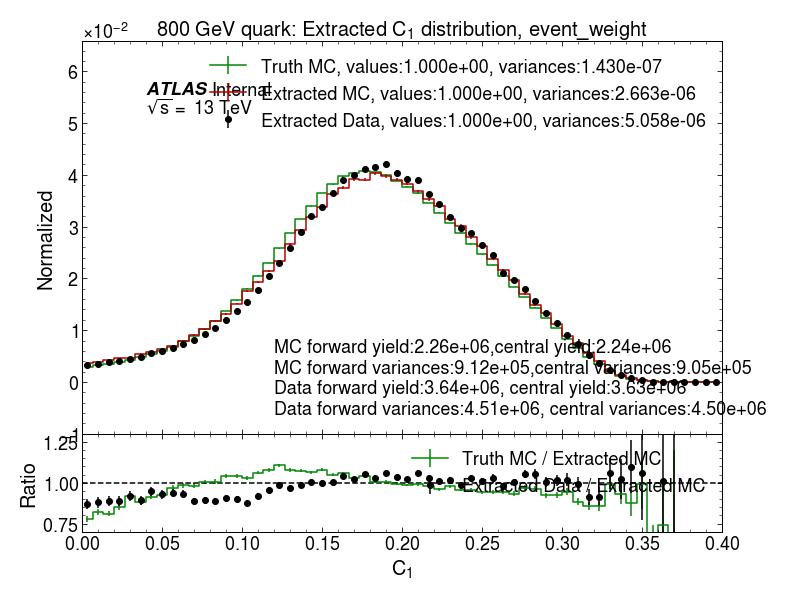 ×10⁻² 800 GeV quark: Extracted C₁ distribution, event_weight
Truth MC, values:1.000e+00, variances:1.430e-07
ATLAS Internal
Extracted MC, values:1.000e+00, variances:2.663e-06
√s = 13 TeV
Extracted Data, values:1.000e+00, variances:5.058e-06
6
5
4
3
2
1
0
1
Normalized
MC forward yield:2.26e+06,central yield:2.24e+06
MC forward variances:9.12e+05,central variances:9.05e+05
Data forward yield:3.64e+06, central yield:3.63e+06
Data forward variances:4.51e+06, central variances:4.50e+06
1.25
1.00
0.75
Ratio
Truth MC / Extracted MC
Extracted Data / Extracted MC
0.00 0.05 0.10 0.15 0.20 0.25 0.30 0.35 0.40
C₁